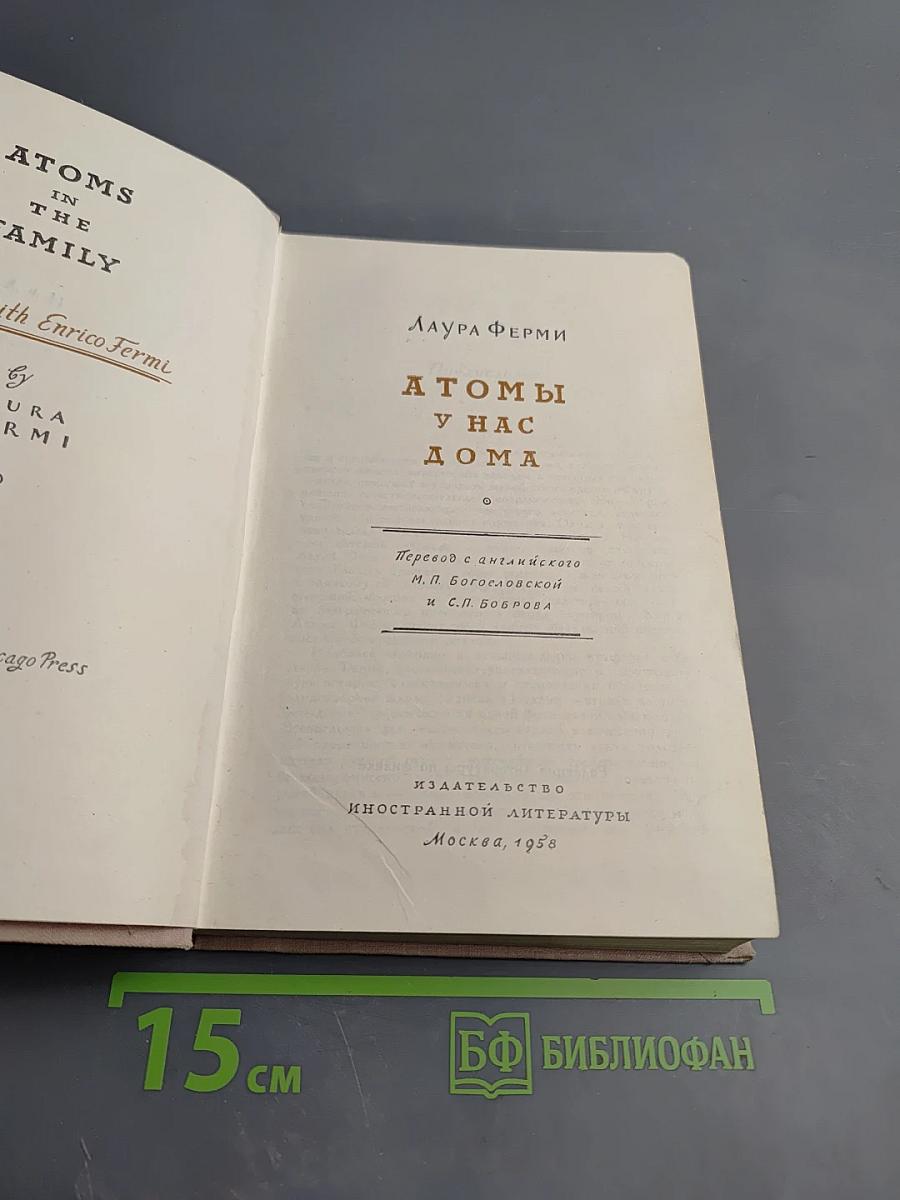 ATOMS
IN
THE
FAMILY
ith Enrico Fermi
by
URA
RMI
cago Press
ЛАУРА ФЕРМИ
АТОМЫ
У НАС
ДОМА
Перевод с английского
М.П. БОГОСЛОВСКОЙ
и С.П. БОБРОВА
ИЗДАТЕЛЬСТВО
ИНОСТРАННОЙ ЛИТЕРАТУРЫ
Москва, 1958
15 см
БФ БИБЛИОФАН